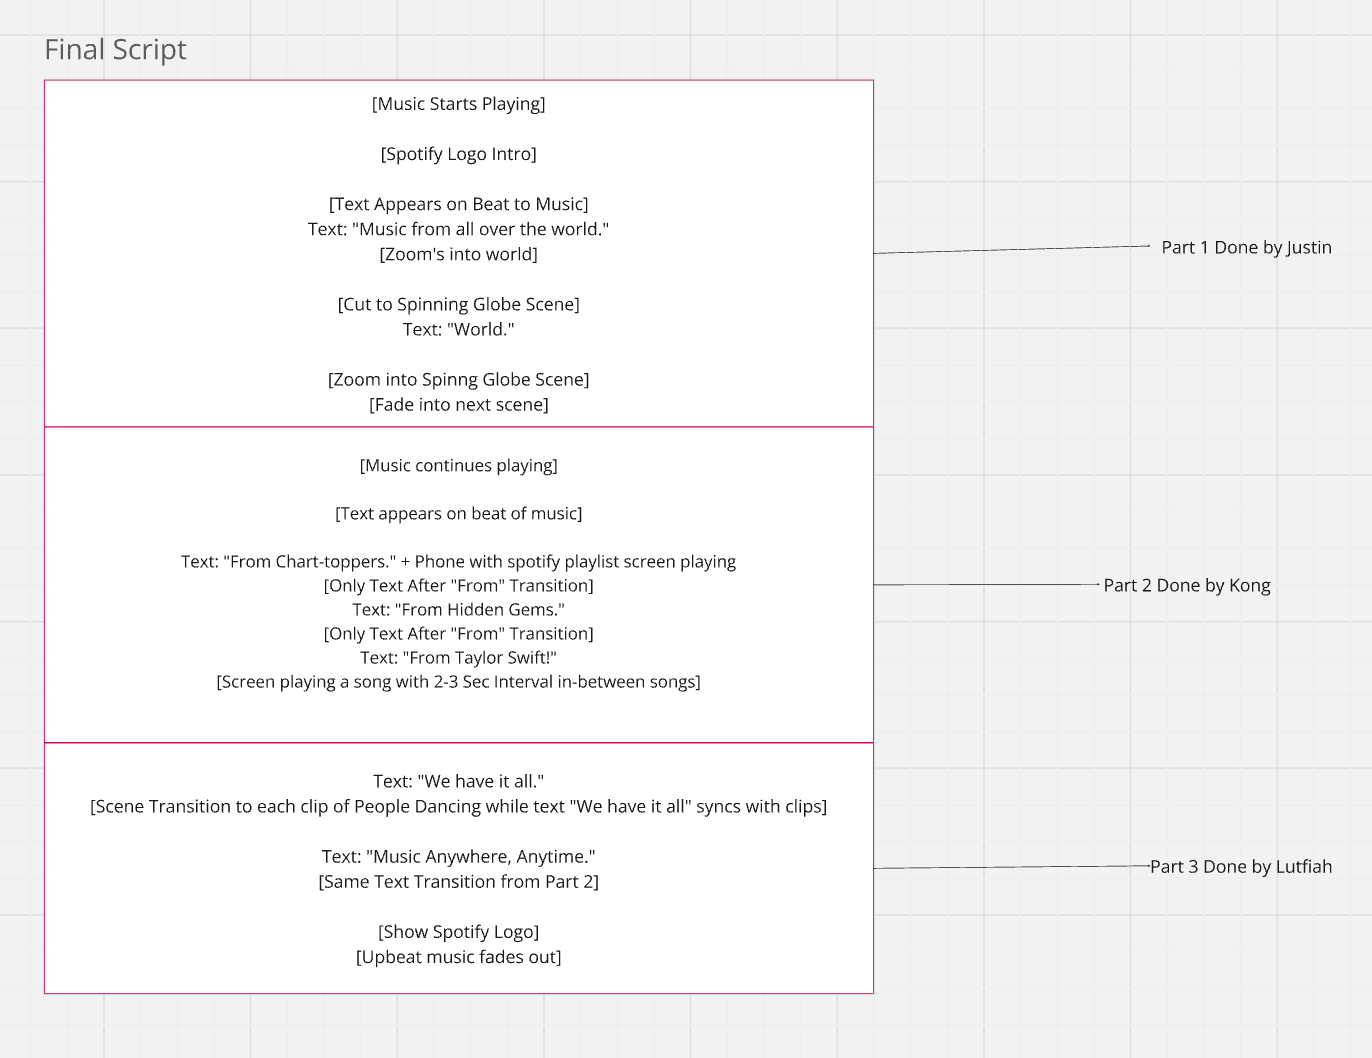 Final Script
[Music Starts Playing]
[Spotify Logo Intro]
[Text Appears on Beat to Music]
Text: "Music from all over the world."
[Zoom's into world]
[Cut to Spinning Globe Scene]
Text: "World."
[Zoom into Spinng Globe Scene]
[Fade into next scene]
Part 1 Done by Justin
[Music continues playing]
[Text appears on beat of music]
Text: "From Chart-toppers." + Phone with spotify playlist screen playing
[Only Text After "From" Transition]
Text: "From Hidden Gems."
[Only Text After "From" Transition]
Text: "From Taylor Swift!"
[Screen playing a song with 2-3 Sec Interval in-between songs]
Part 2 Done by Kong
Text: "We have it all."
[Scene Transition to each clip of People Dancing while text "We have it all" syncs with clips]
Text: "Music Anywhere, Anytime."
[Same Text Transition from Part 2]
[Show Spotify Logo]
[Upbeat music fades out]
Part 3 Done by Lutfiah